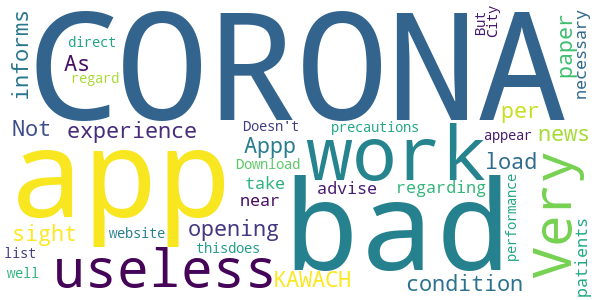 CORONA
informs
direct
As
regard
But
City
paper
necessary
Not
experience
Doesn't
precautions
per
news
Appp
work
appear
app
Download
load
take
advise
regarding
near
bad
Very
sight
website
opening
thisdoes
performance
patients
list
well
useless
KAWACH
condition